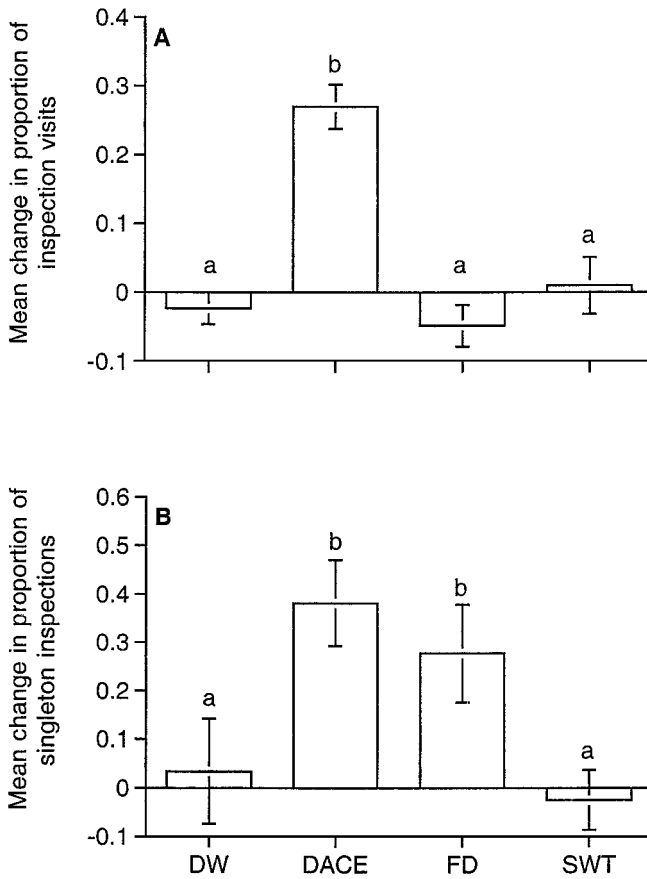 A
Mean change in proportion of
inspection visits
0.4
0.3
0.2
0.1
0
-0.1
a
b
a
a
B
Mean change in proportion of
singleton inspections
0.6
0.5
0.4
0.3
0.2
0.1
0
-0.1
a
b
b
a
DW DACE FD SWT